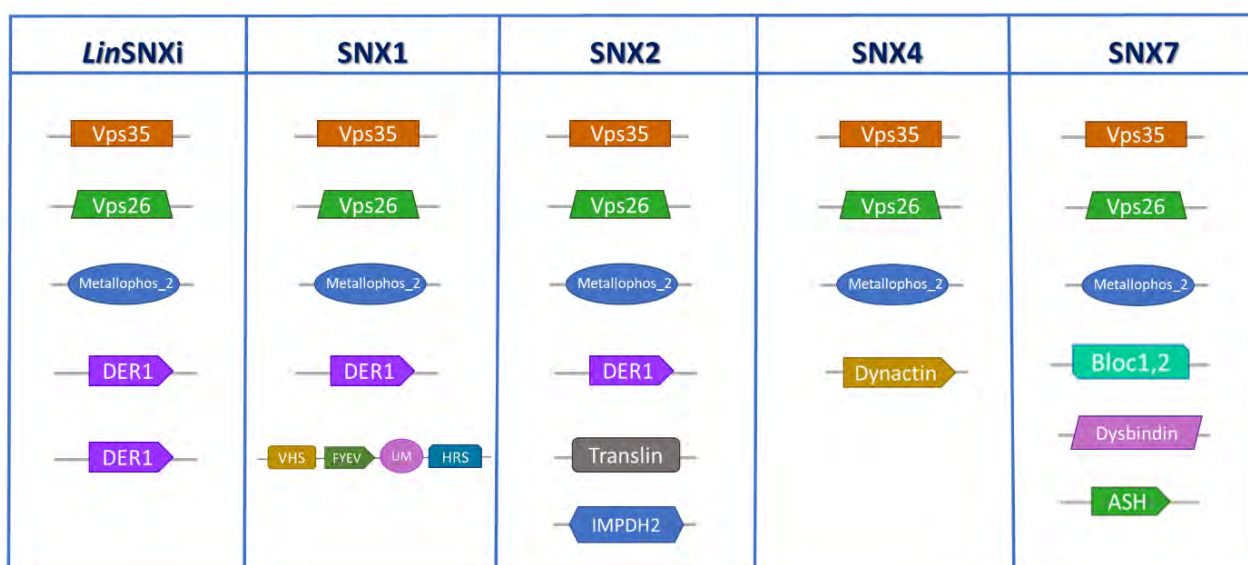 LinSNXi SNX1 SNX2 SNX4 SNX7
Vps35 Vps35 Vps35 Vps35 Vps35
Vps26 Vps26 Vps26 Vps26 Vps26
Metallophos_2 Metallophos_2 Metallophos_2 Metallophos_2 Metallophos_2
DER1 DER1 DER1 Dynactin Bloc1,2
DER1 VHS FYEV UM HRS Translin Dysbindin
IMPDH2 ASH